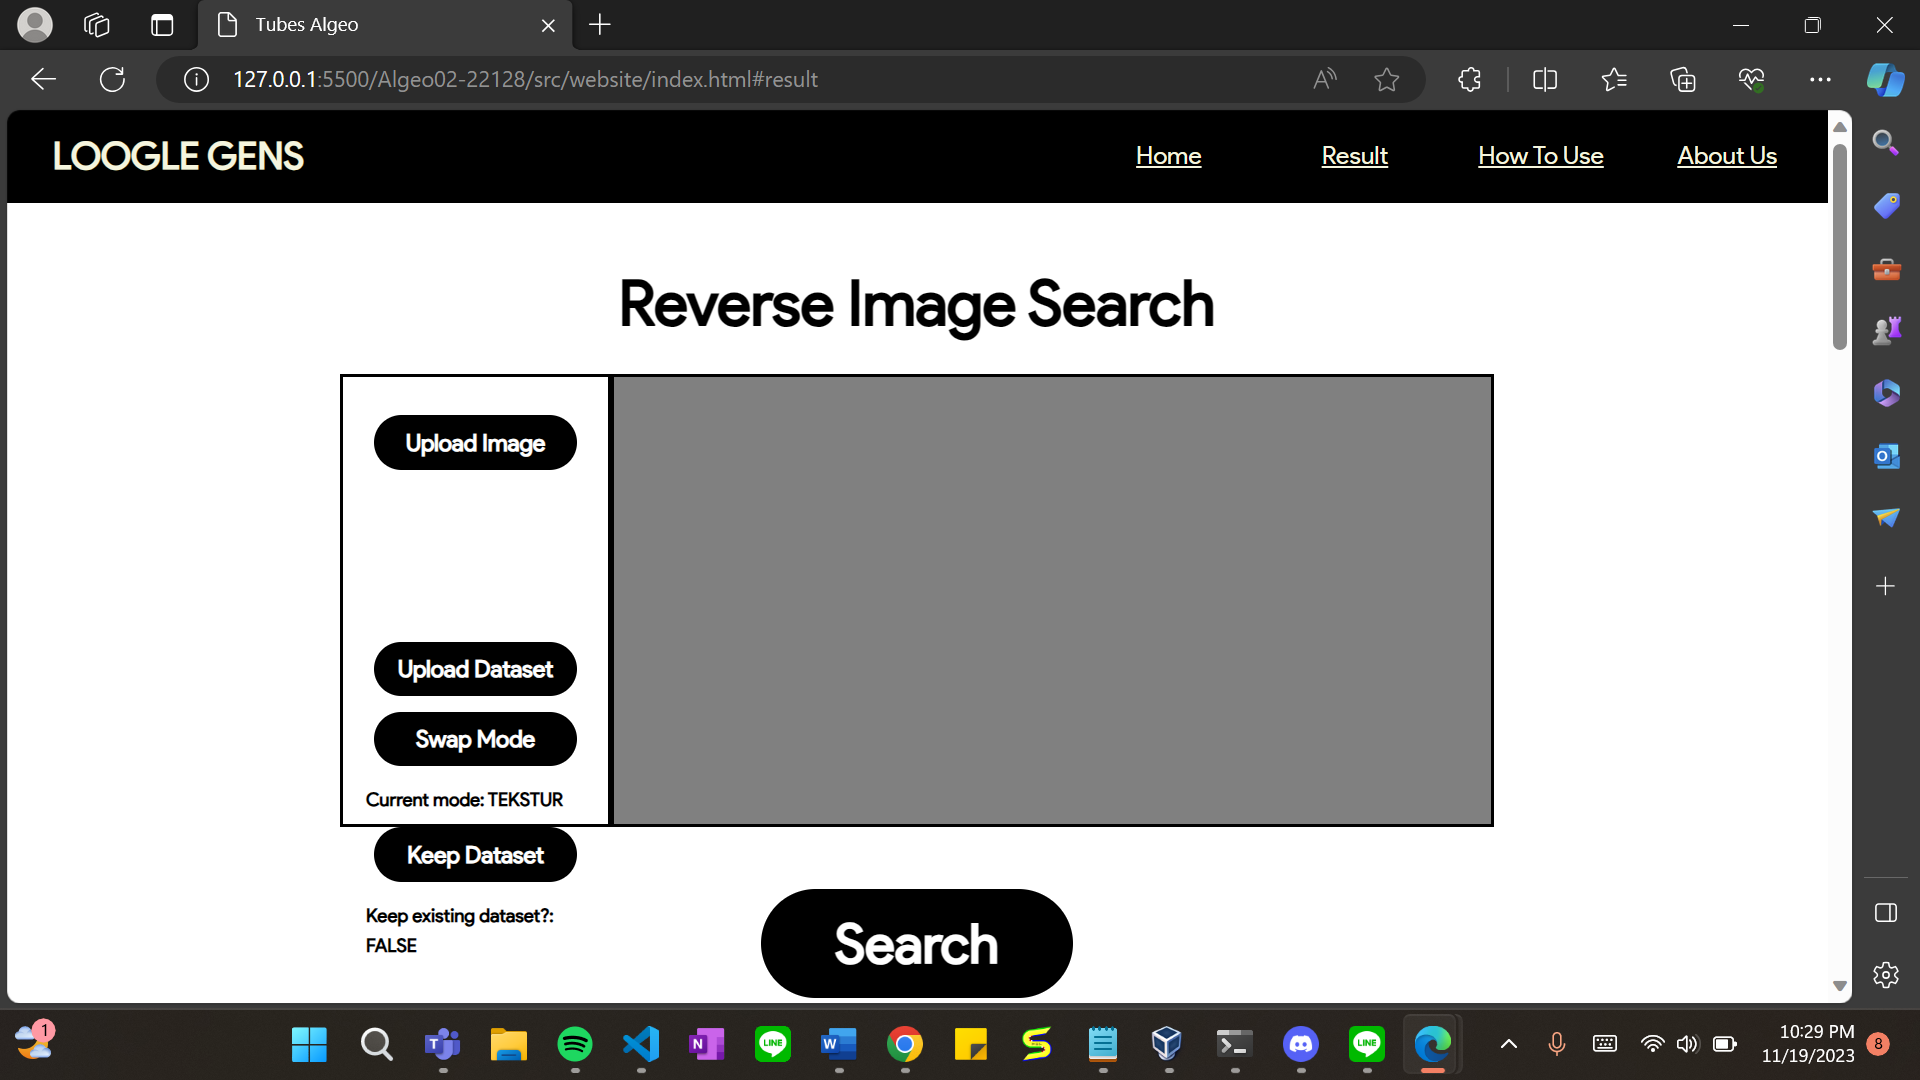 Tubes Algeo
127.0.0.1:5500/Algeo02-22128/src/website/index.html#result
LOOGLE GENS
Home
Result
How To Use
About Us
Reverse Image Search
Upload Image
Upload Dataset
Swap Mode
Current mode: TEKSTUR
Keep Dataset
Keep existing dataset?:
FALSE
Search
1
LINE
LINE
10:29 PM
11/19/2023
8